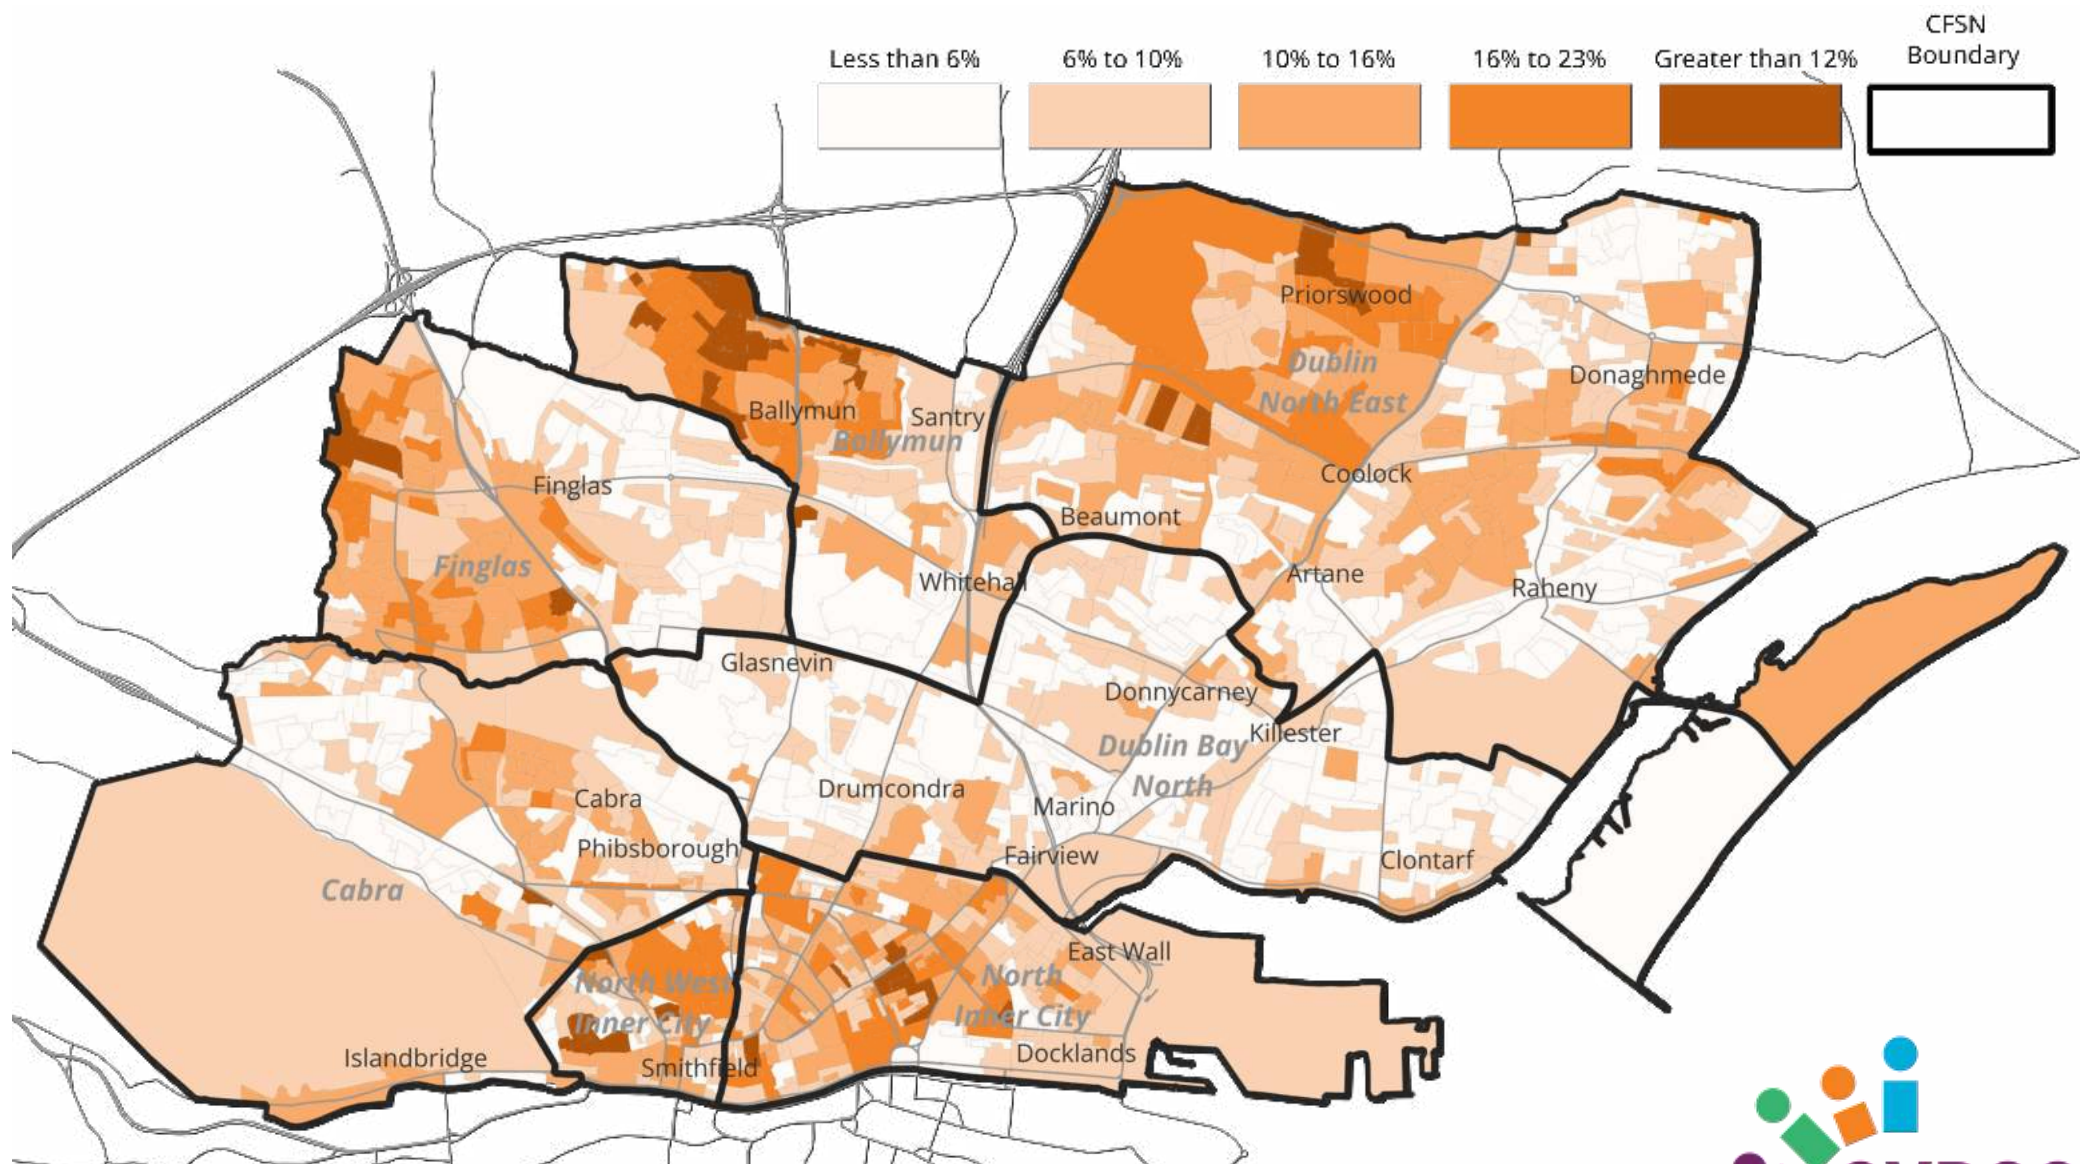 CFSN
Boundary
Less than 6%
6% to 10%
10% to 16%
16% to 23%
Greater than 12%
Priorswood
Dublin
North East
Donaghmede
Ballymun
Santry
Ballymun
Coolock
Finglas
Beaumont
Finglas
Whitehall
Artane
Raheny
Glasnevin
Donnycarney
Killester
Dublin Bay
North
Cabra
Drumcondra
Marino
Phibsborough
Fairview
Clontarf
Cabra
East Wall
North West
Inner City
North
Inner City
Islandbridge
Smithfield
Docklands